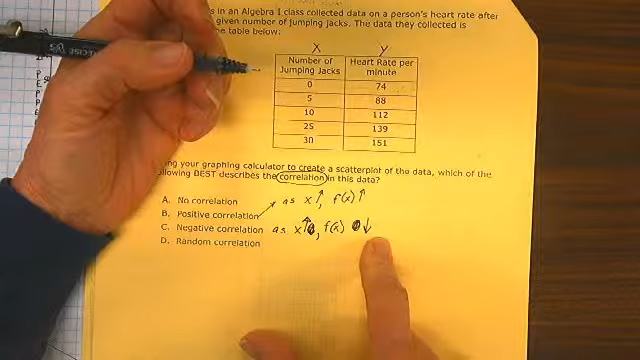 s in an Algebra I class collected data on a person's heart rate after
given number of jumping jacks. The data they collected is
the table below:
X Y
Number of Jumping Jacks Heart Rate per minute
0 74
5 88
10 112
25 139
30 151
ng your graphing calculator to create a scatterplot of the data, which of the
llowing BEST describes the correlation in this data?
A. No correlation as x↑, f(x)↑
B. Positive correlation
C. Negative correlation as x↑, f(x) ↓
D. Random correlation